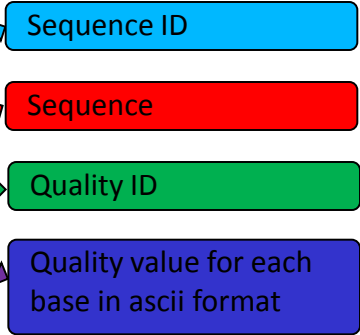 Sequence ID
Sequence
Quality ID
Quality value for each
base in ascii format